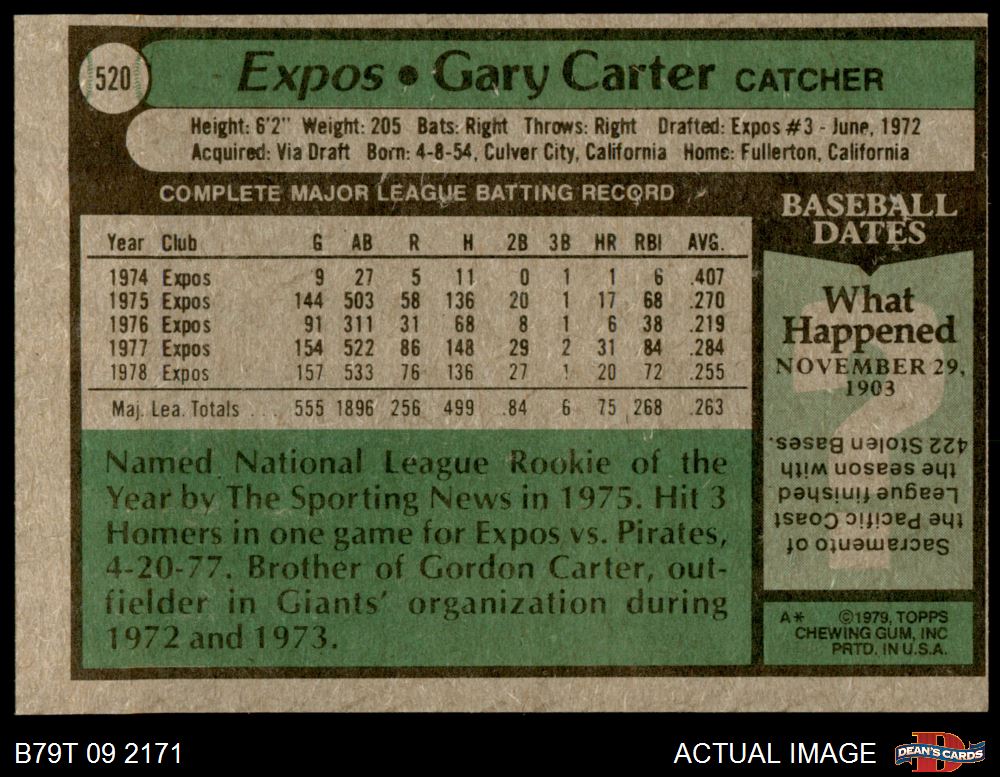 520
Expos • Gary Carter CATCHER
Height: 6'2" Weight: 205 Bats: Right Throws: Right Drafted: Expos #3 - June, 1972
Acquired: Via Draft Born: 4-8-54, Culver City, California Home: Fullerton, California
COMPLETE MAJOR LEAGUE BATTING RECORD
Year Club G AB R H 2B 3B HR RBI AVG.
1974 Expos 9 27 5 11 0 1 1 6 .407
1975 Expos 144 503 58 136 20 1 17 68 .270
1976 Expos 91 311 31 68 8 1 6 38 .219
1977 Expos 154 522 86 148 29 2 31 84 .284
1978 Expos 157 533 76 136 27 1 20 72 .255
Maj. Lea. Totals . . . 555 1896 256 499 84 6 75 268 .263
Named National League Rookie of the
Year by The Sporting News in 1975. Hit 3
Homers in one game for Expos vs. Pirates,
4-20-77. Brother of Gordon Carter, out-
fielder in Giants' organization during
1972 and 1973.
BASEBALL
DATES
What
Happened
NOVEMBER 29,
1903
?
Sacramento of
the Pacific Coast
League finished
the season with
422 Stolen Bases.
A* ©1979, TOPPS
CHEWING GUM, INC
PRTD. IN U.S.A.
B79T 09 2171
ACTUAL IMAGE
D
DEAN'S CARDS